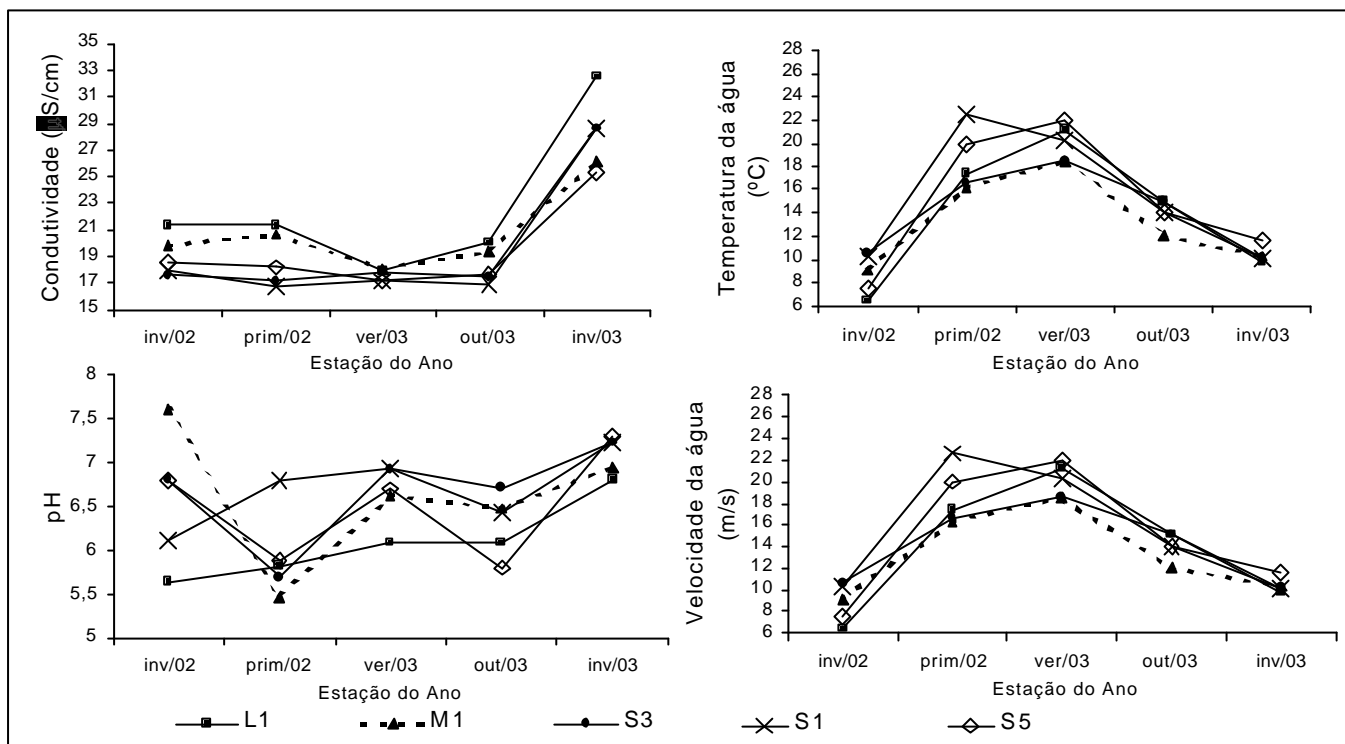 Condutividade (µS/cm)
35
33
31
29
27
25
23
21
19
17
15
inv/02 prim/02 ver/03 out/03 inv/03
Estação do Ano
Temperatura da água
(ºC)
28
26
24
22
20
18
16
14
12
10
8
6
inv/02 prim/02 ver/03 out/03 inv/03
Estação do Ano
pH
8
7,5
7
6,5
6
5,5
5
inv/02 prim/02 ver/03 out/03 inv/03
Estação do Ano
Velocidade da água
(m/s)
28
26
24
22
20
18
16
14
12
10
8
6
inv/02 prim/02 ver/03 out/03 inv/03
Estação do Ano
L1 M1 S3 S1 S5